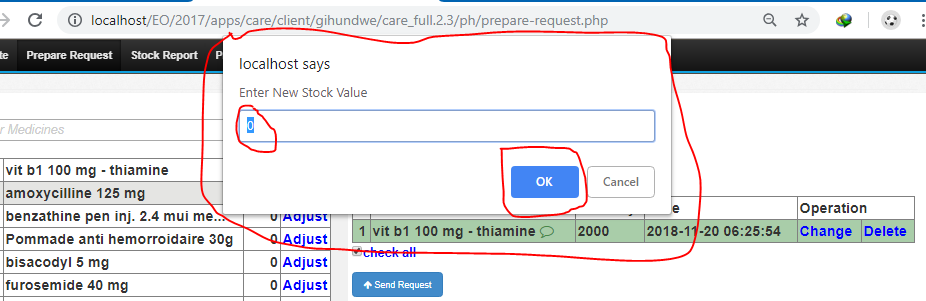 localhost/EO/2017/apps/care/client/gihundwe/care_full.2.3/ph/prepare-request.php
te Prepare Request Stock Report P
localhost says
Enter New Stock Value
0
OK Cancel
r Medicines
vit b1 100 mg - thiamine
amoxycilline 125 mg
benzathine pen inj. 2.4 mui me... 0 Adjust
Pommade anti hemorroidaire 30g 0 Adjust
bisacodyl 5 mg 0 Adjust
furosemide 40 mg 0 Adjust
Operation
1 vit b1 100 mg - thiamine 2000 2018-11-20 06:25:54 Change Delete
check all
Send Request